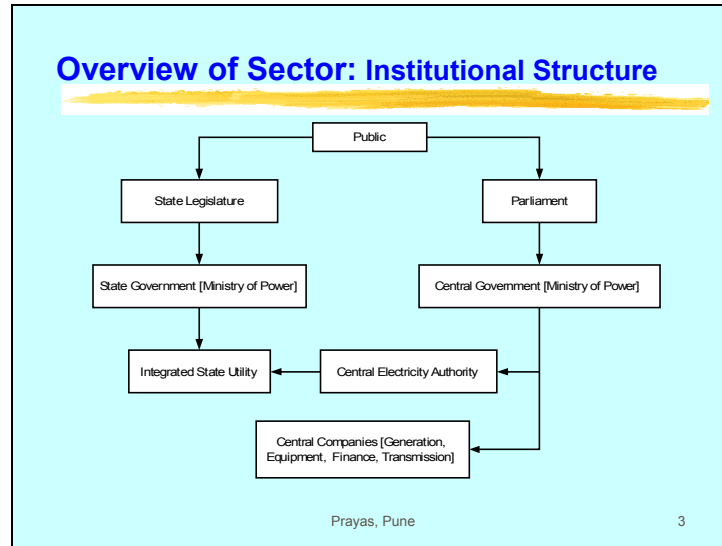 Overview of Sector: Institutional Structure
Public
State Legislature
Parliament
State Government [Ministry of Power]
Central Government [Ministry of Power]
Integrated State Utility
Central Electricity Authority
Central Companies [Generation,
Equipment, Finance, Transmission]
Prayas, Pune
3